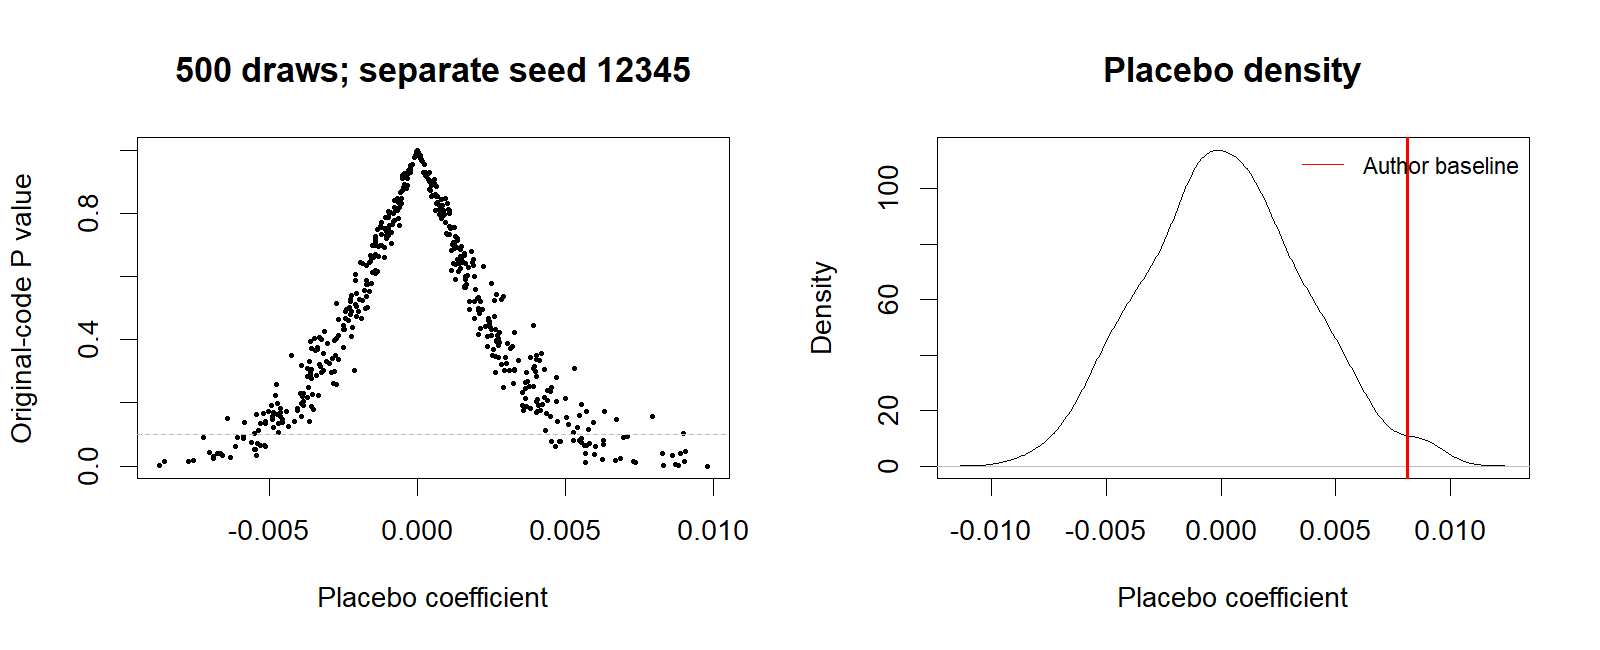 500 draws; separate seed 12345
Original-code P value
0.0
0.4
0.8
-0.005
0.000
0.005
0.010
Placebo coefficient
Placebo density
Density
0
20
60
100
Author baseline
-0.010
-0.005
0.000
0.005
0.010
Placebo coefficient